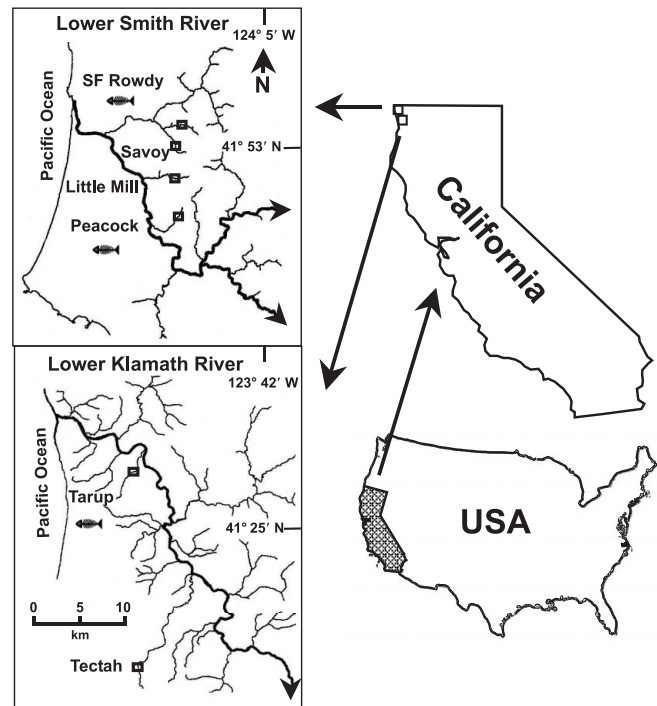 Lower Smith River
124° 5′ W
N
SF Rowdy
Pacific Ocean
Savoy
41° 53′ N
Little Mill
Peacock
Lower Klamath River
123° 42′ W
Pacific Ocean
Tarup
41° 25′ N
0 5 10
km
Tectah
California
USA